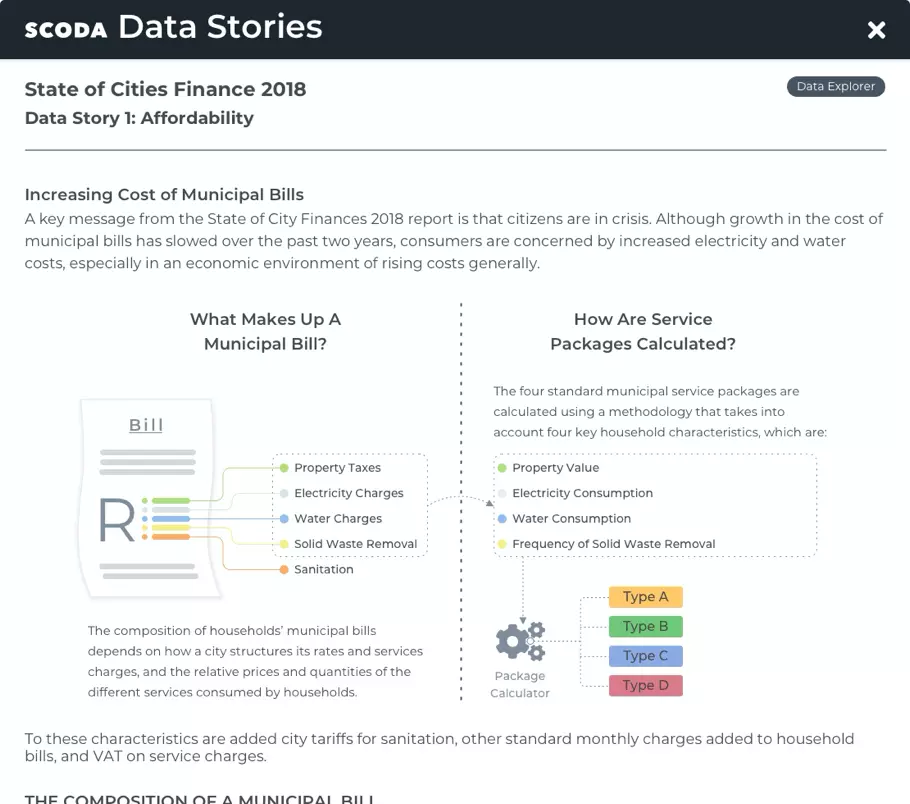 SCODA Data Stories
State of Cities Finance 2018
Data Explorer
Data Story 1: Affordability
Increasing Cost of Municipal Bills
A key message from the State of City Finances 2018 report is that citizens are in crisis. Although growth in the cost of
municipal bills has slowed over the past two years, consumers are concerned by increased electricity and water
costs, especially in an economic environment of rising costs generally.
What Makes Up A
Municipal Bill?
Bill
R
Property Taxes
Electricity Charges
Water Charges
Solid Waste Removal
Sanitation
The composition of households’ municipal bills
depends on how a city structures its rates and services
charges, and the relative prices and quantities of the
different services consumed by households.
How Are Service
Packages Calculated?
The four standard municipal service packages are
calculated using a methodology that takes into
account four key household characteristics, which are:
Property Value
Electricity Consumption
Water Consumption
Frequency of Solid Waste Removal
Package
Calculator
Type A
Type B
Type C
Type D
To these characteristics are added city tariffs for sanitation, other standard monthly charges added to household
bills, and VAT on service charges.
THE COMPOSITION OF A MUNICIPAL BILL